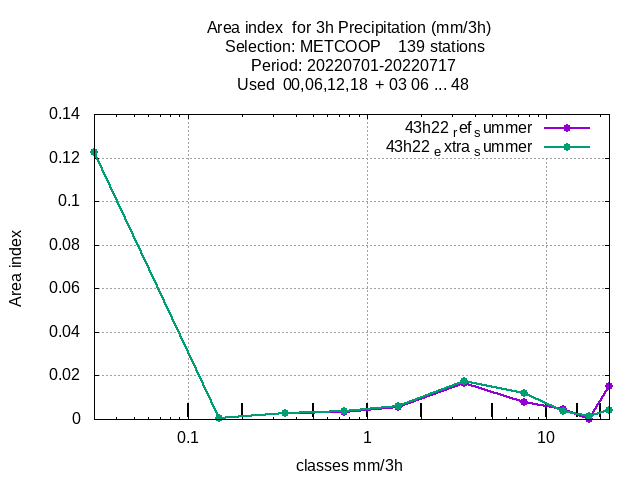 Area index for 3h Precipitation (mm/3h)
Selection: METCOOP 139 stations
Period: 20220701-20220717
Used 00,06,12,18 + 03 06 ... 48
0.14
0.12
0.1
0.08
0.06
0.04
0.02
0
43h22 ref summer
43h22 extra summer
Area index
0.1 1 10
classes mm/3h